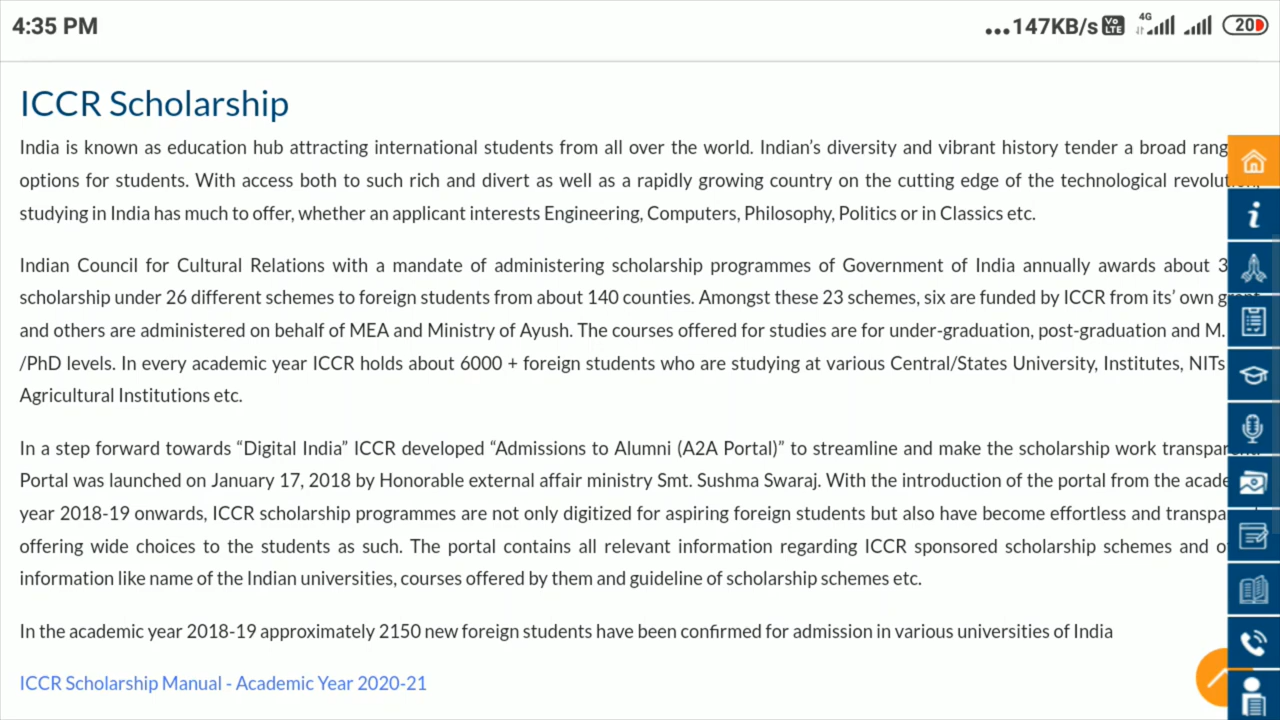 4:35 PM
...147KB/s Vo LTE 4G 20
ICCR Scholarship
India is known as education hub attracting international students from all over the world. Indian's diversity and vibrant history tender a broad rang
options for students. With access both to such rich and divert as well as a rapidly growing country on the cutting edge of the technological revolut
studying in India has much to offer, whether an applicant interests Engineering, Computers, Philosophy, Politics or in Classics etc.
Indian Council for Cultural Relations with a mandate of administering scholarship programmes of Government of India annually awards about 3
scholarship under 26 different schemes to foreign students from about 140 counties. Amongst these 23 schemes, six are funded by ICCR from its' own
and others are administered on behalf of MEA and Ministry of Ayush. The courses offered for studies are for under-graduation, post-graduation and M.
/PhD levels. In every academic year ICCR holds about 6000 + foreign students who are studying at various Central/States University, Institutes, NITs
Agricultural Institutions etc.
In a step forward towards “Digital India” ICCR developed “Admissions to Alumni (A2A Portal)” to streamline and make the scholarship work transpar
Portal was launched on January 17, 2018 by Honorable external affair ministry Smt. Sushma Swaraj. With the introduction of the portal from the acade
year 2018-19 onwards, ICCR scholarship programmes are not only digitized for aspiring foreign students but also have become effortless and transpa
offering wide choices to the students as such. The portal contains all relevant information regarding ICCR sponsored scholarship schemes and o
information like name of the Indian universities, courses offered by them and guideline of scholarship schemes etc.
In the academic year 2018-19 approximately 2150 new foreign students have been confirmed for admission in various universities of India
ICCR Scholarship Manual - Academic Year 2020-21